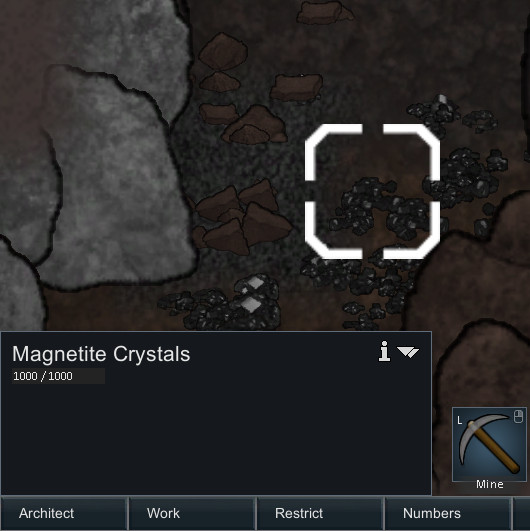 Magnetite Crystals
1000 / 1000
L
Mine
Architect
Work
Restrict
Numbers